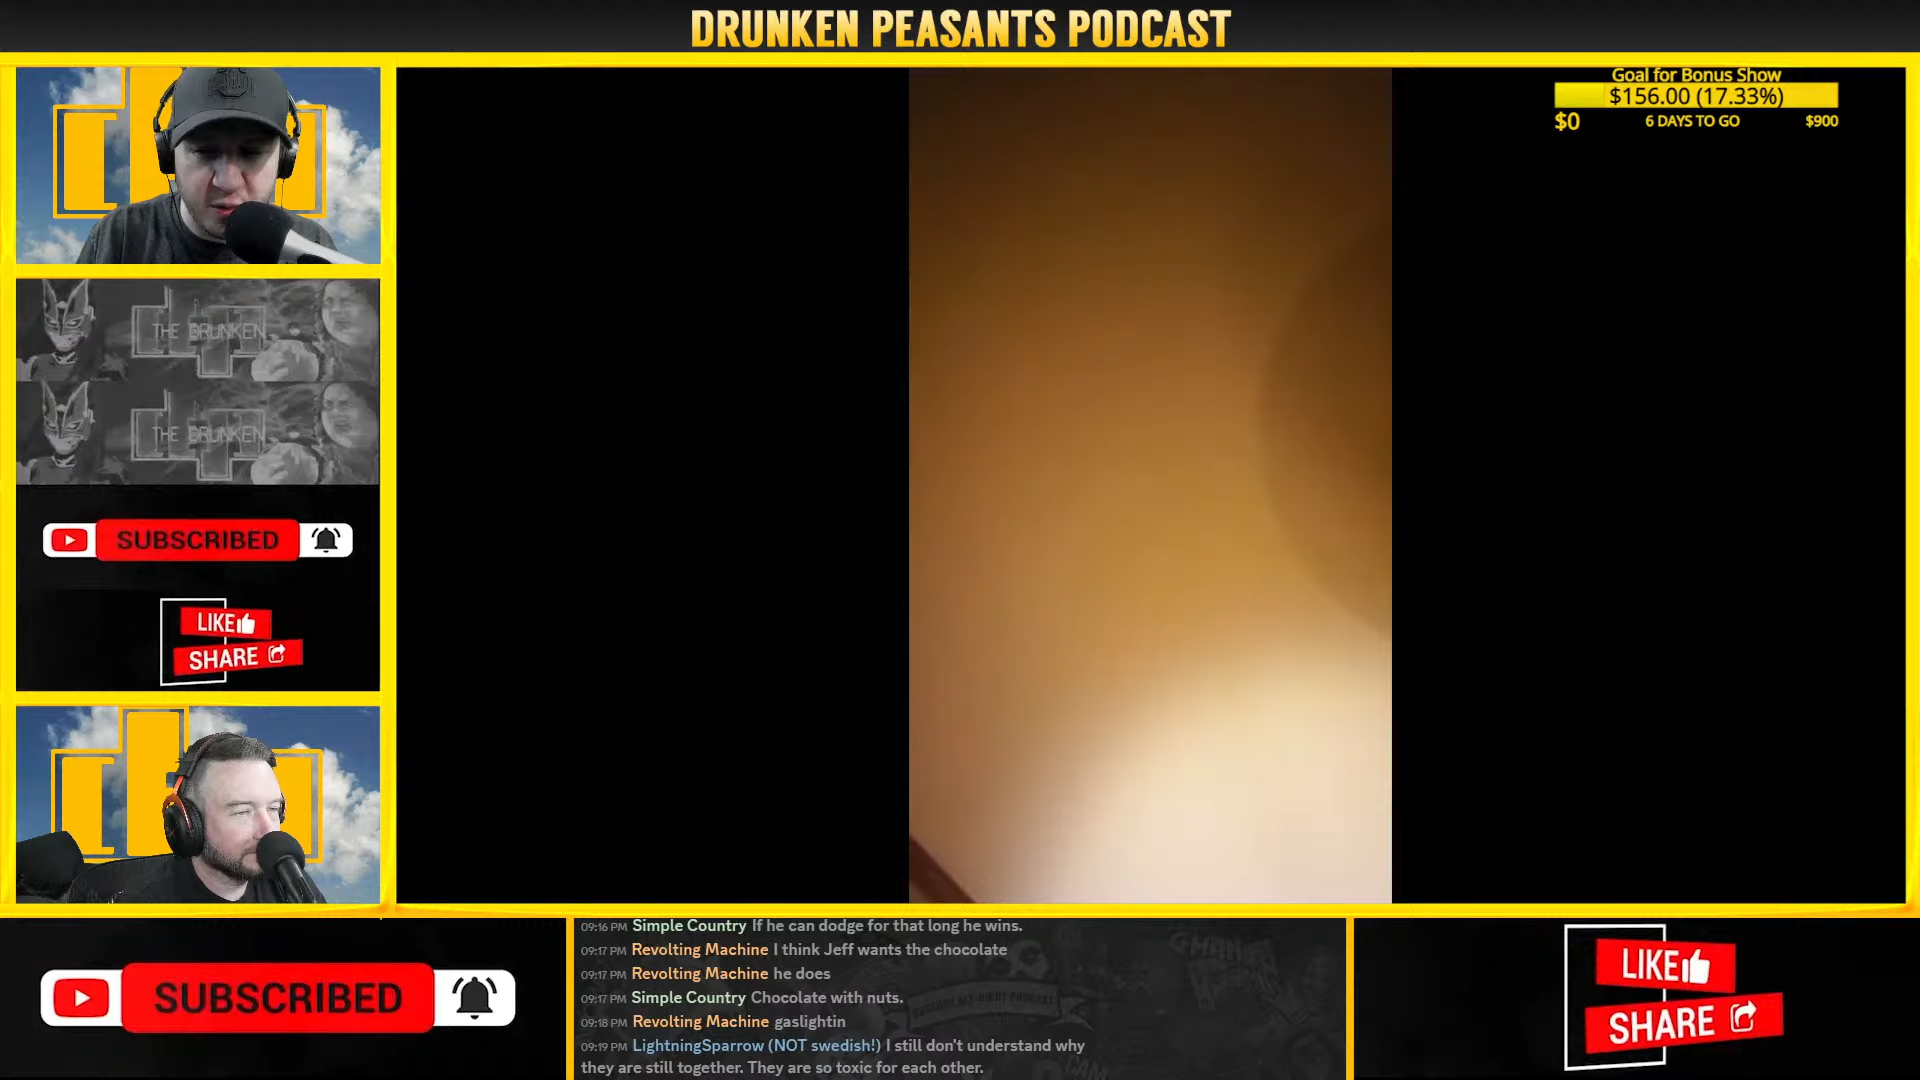 DRUNKEN PEASANTS PODCAST
Goal for Bonus Show
$156.00 (17.33%)
$0 6 DAYS TO GO $900
THE DRUNKEN
THE DRUNKEN
SUBSCRIBED
LIKE
SHARE
09:16 PM Simple Country If he can dodge for that long he wins.
09:17 PM Revolting Machine I think Jeff wants the chocolate
09:17 PM Revolting Machine he does
09:17 PM Simple Country Chocolate with nuts.
09:18 PM Revolting Machine gaslightin
09:19 PM LightningSparrow (NOT swedish!) I still don't understand why
they are still together. They are so toxic for each other.
SUBSCRIBED
LIKE
SHARE